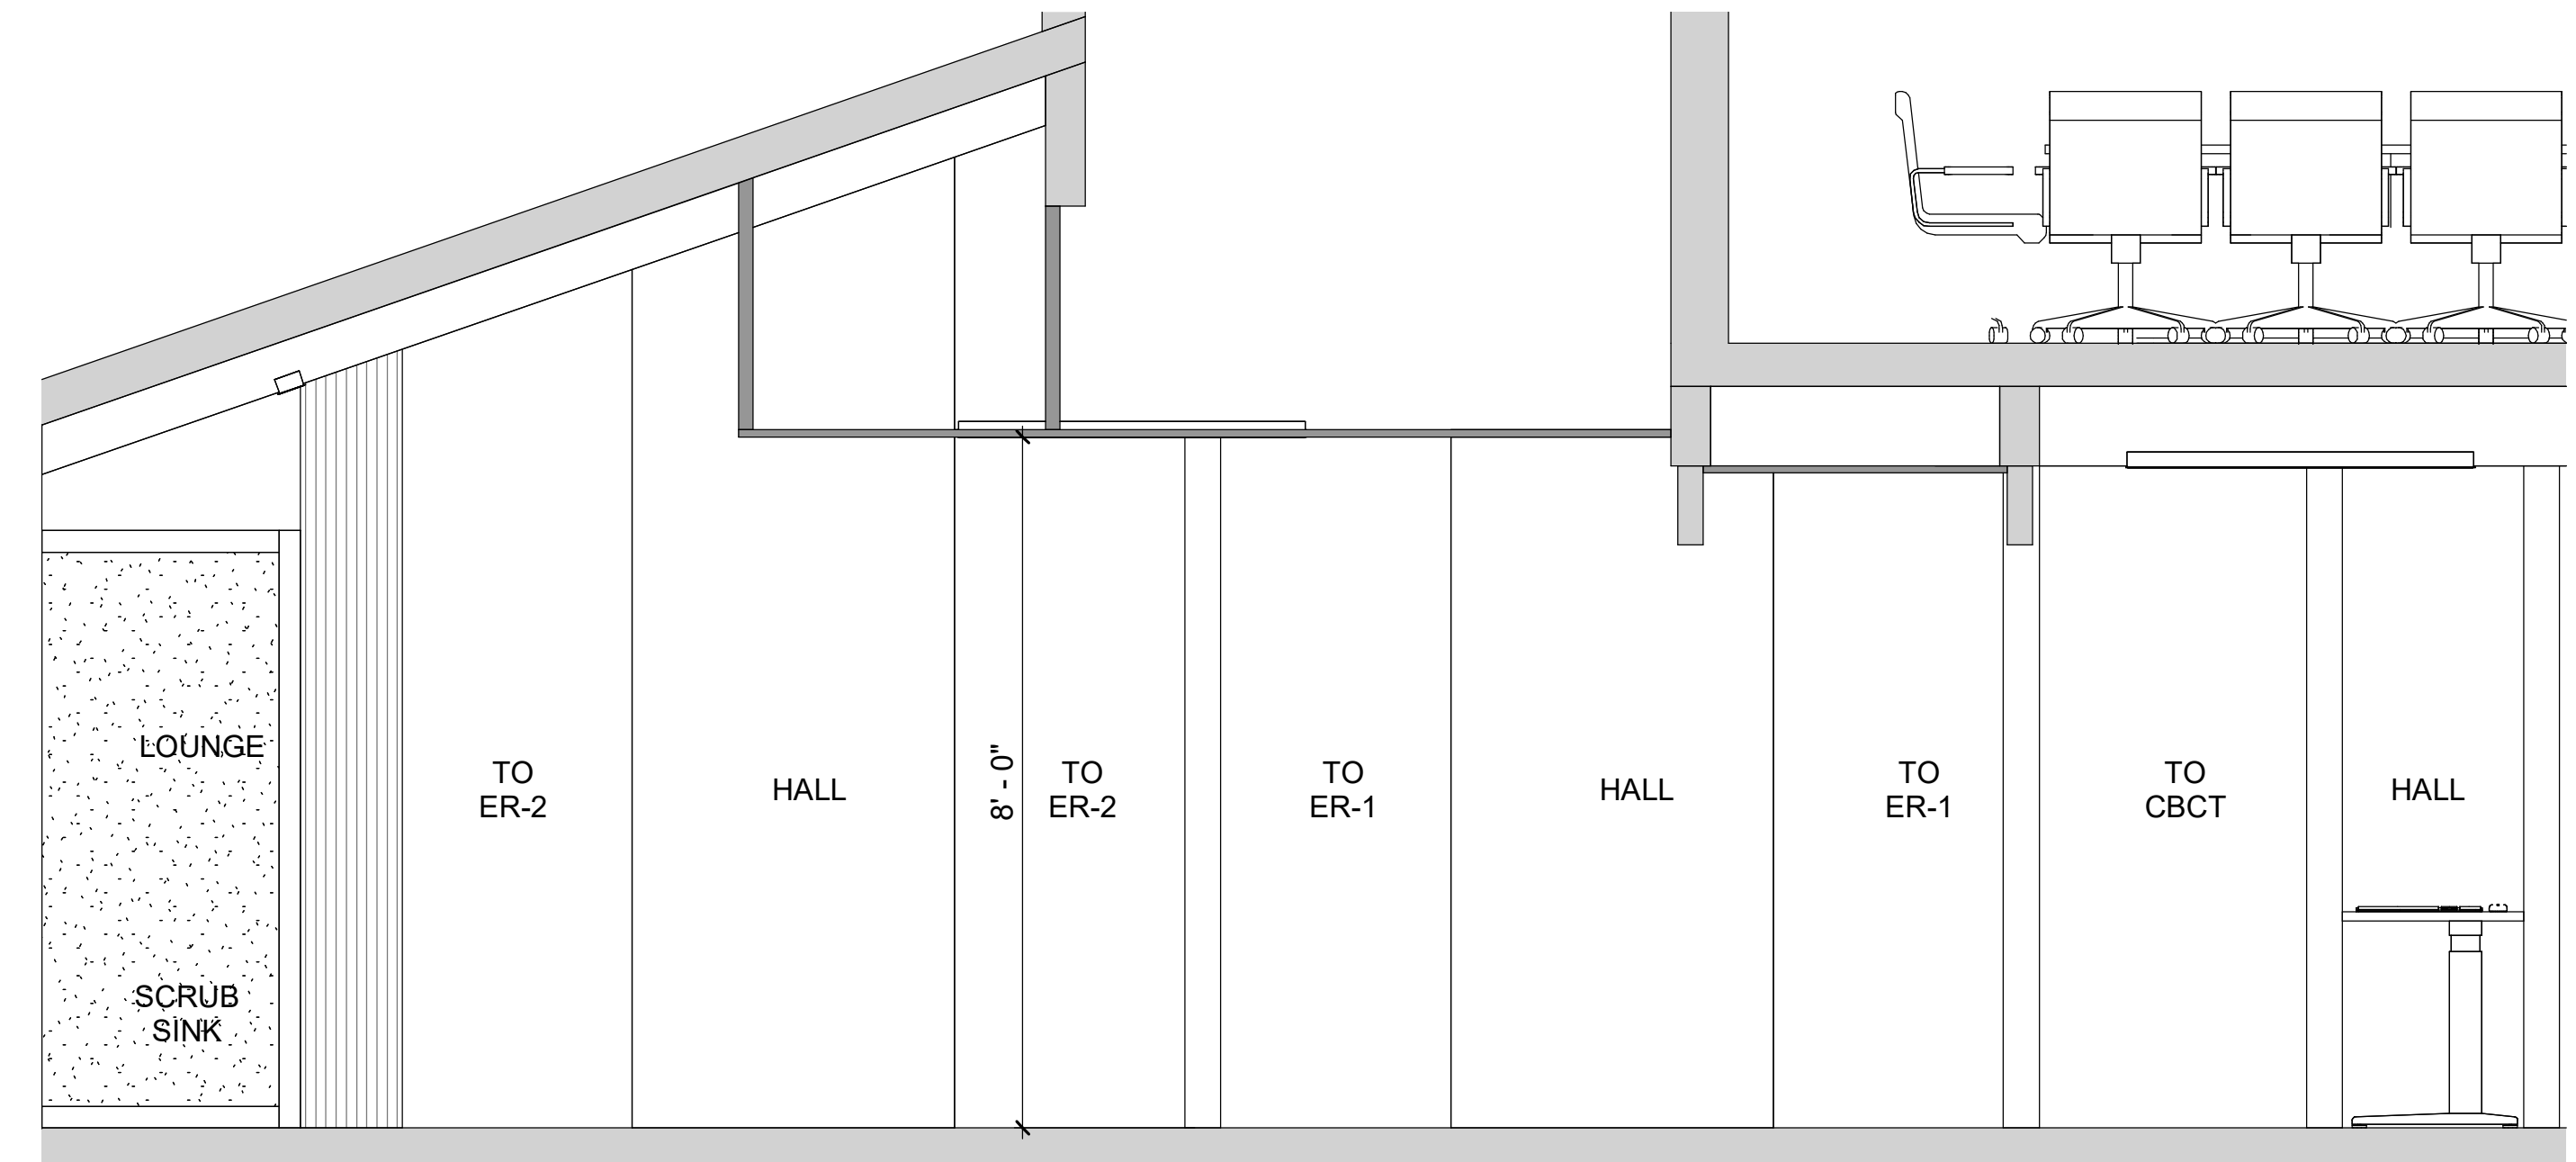 LOUNGE
SCRUB
SINK
TO
ER-2
HALL
8' - 0"
TO
ER-2
TO
ER-1
HALL
TO
ER-1
TO
CBCT
HALL